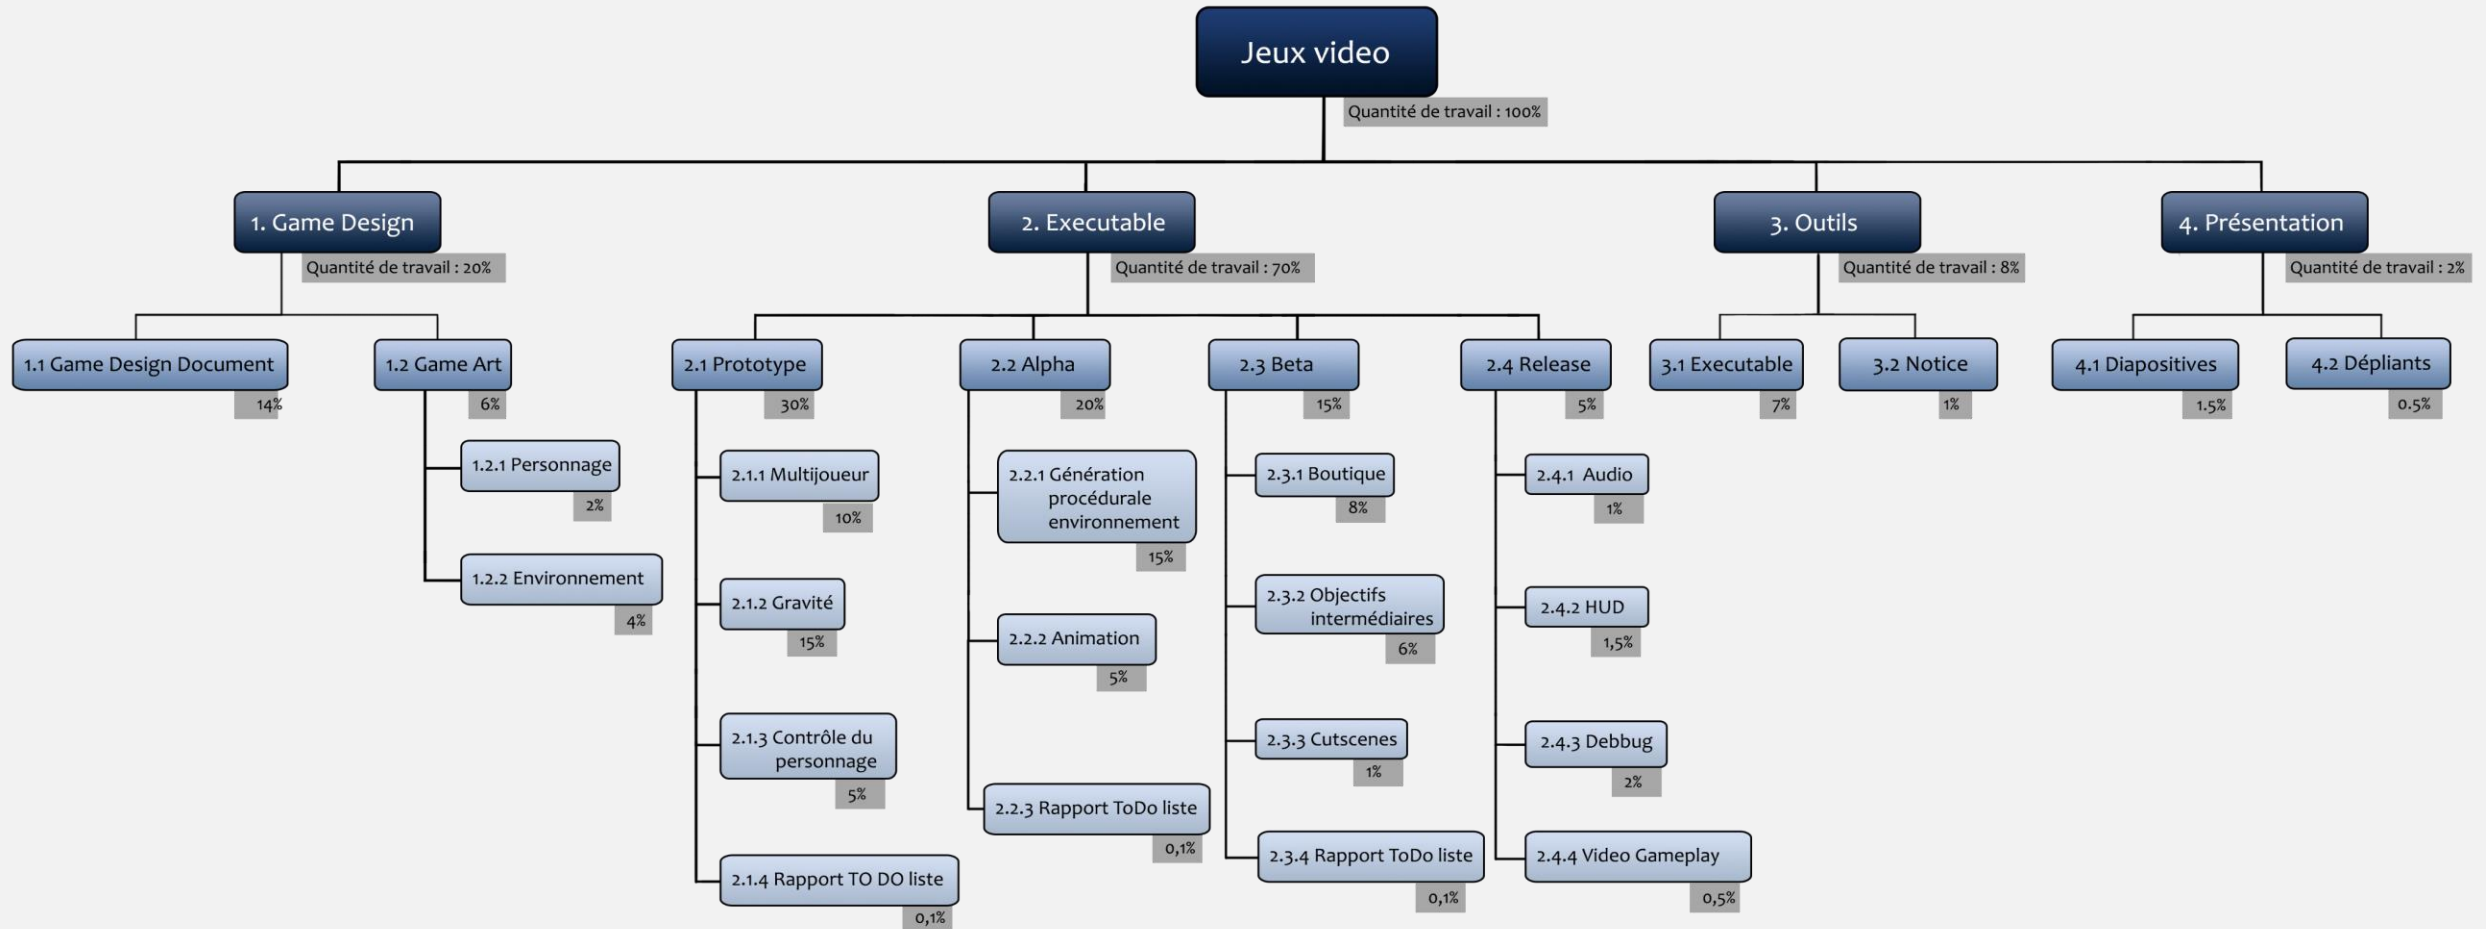 Jeux video
Quantité de travail : 100%
1. Game Design
Quantité de travail : 20%
2. Executable
Quantité de travail : 70%
3. Outils
Quantité de travail : 8%
4. Présentation
Quantité de travail : 2%
1.1 Game Design Document
14%
1.2 Game Art
6%
1.2.1 Personnage
2%
1.2.2 Environnement
4%
2.1 Prototype
30%
2.1.1 Multijoueur
10%
2.1.2 Gravité
15%
2.1.3 Contrôle du
personnage
5%
2.1.4 Rapport TO DO liste
0,1%
2.2 Alpha
20%
2.2.1 Génération
procédurale
environnement
15%
2.2.2 Animation
5%
2.2.3 Rapport ToDo liste
0,1%
2.3 Beta
15%
2.3.1 Boutique
8%
2.3.2 Objectifs
intermédiaires
6%
2.3.3 Cutscenes
1%
2.3.4 Rapport ToDo liste
0,1%
2.4 Release
5%
2.4.1 Audio
1%
2.4.2 HUD
1,5%
2.4.3 Debbug
2%
2.4.4 Video Gameplay
0,5%
3.1 Executable
7%
3.2 Notice
1%
4.1 Diapositives
1.5%
4.2 Dépliants
0.5%